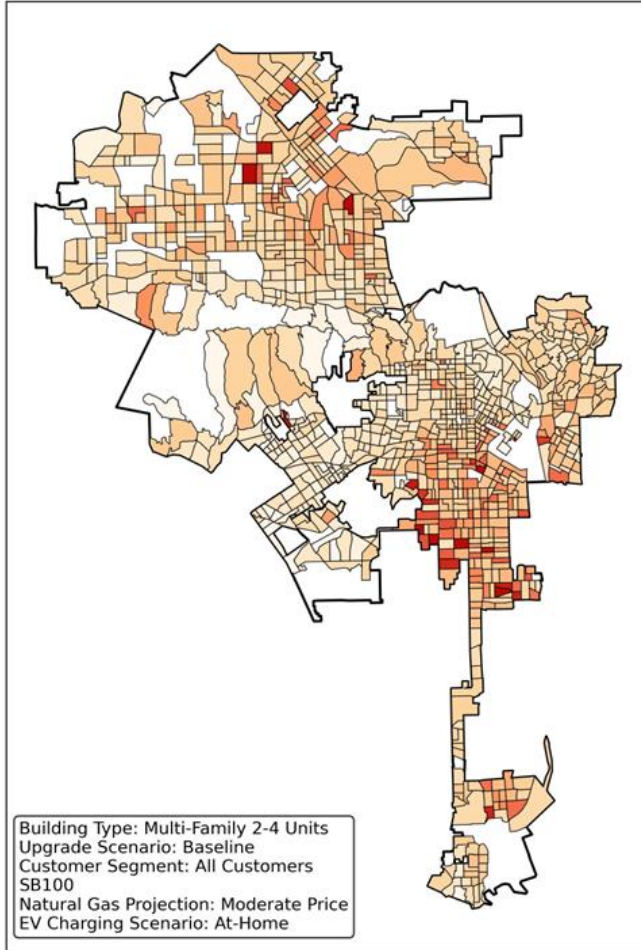 Building Type: Multi-Family 2-4 Units
Upgrade Scenario: Baseline
Customer Segment: All Customers
SB100
Natural Gas Projection: Moderate Price
EV Charging Scenario: At-Home